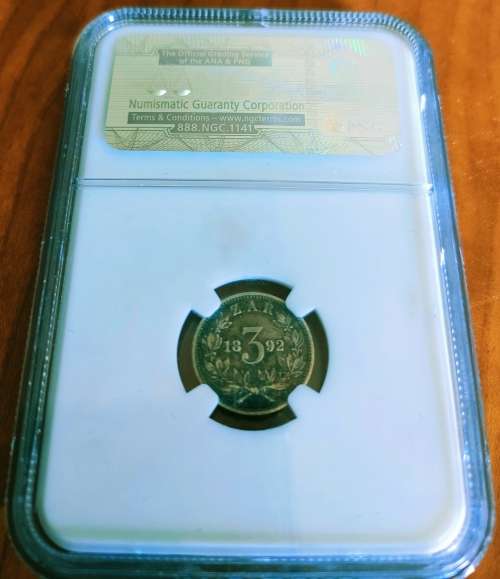 The Official Grading Service
of the ANA & PNG
Numismatic Guaranty Corporation
Terms & Conditions – www.ngcterms.com
888.NGC.1141
ZAR
18 3 92